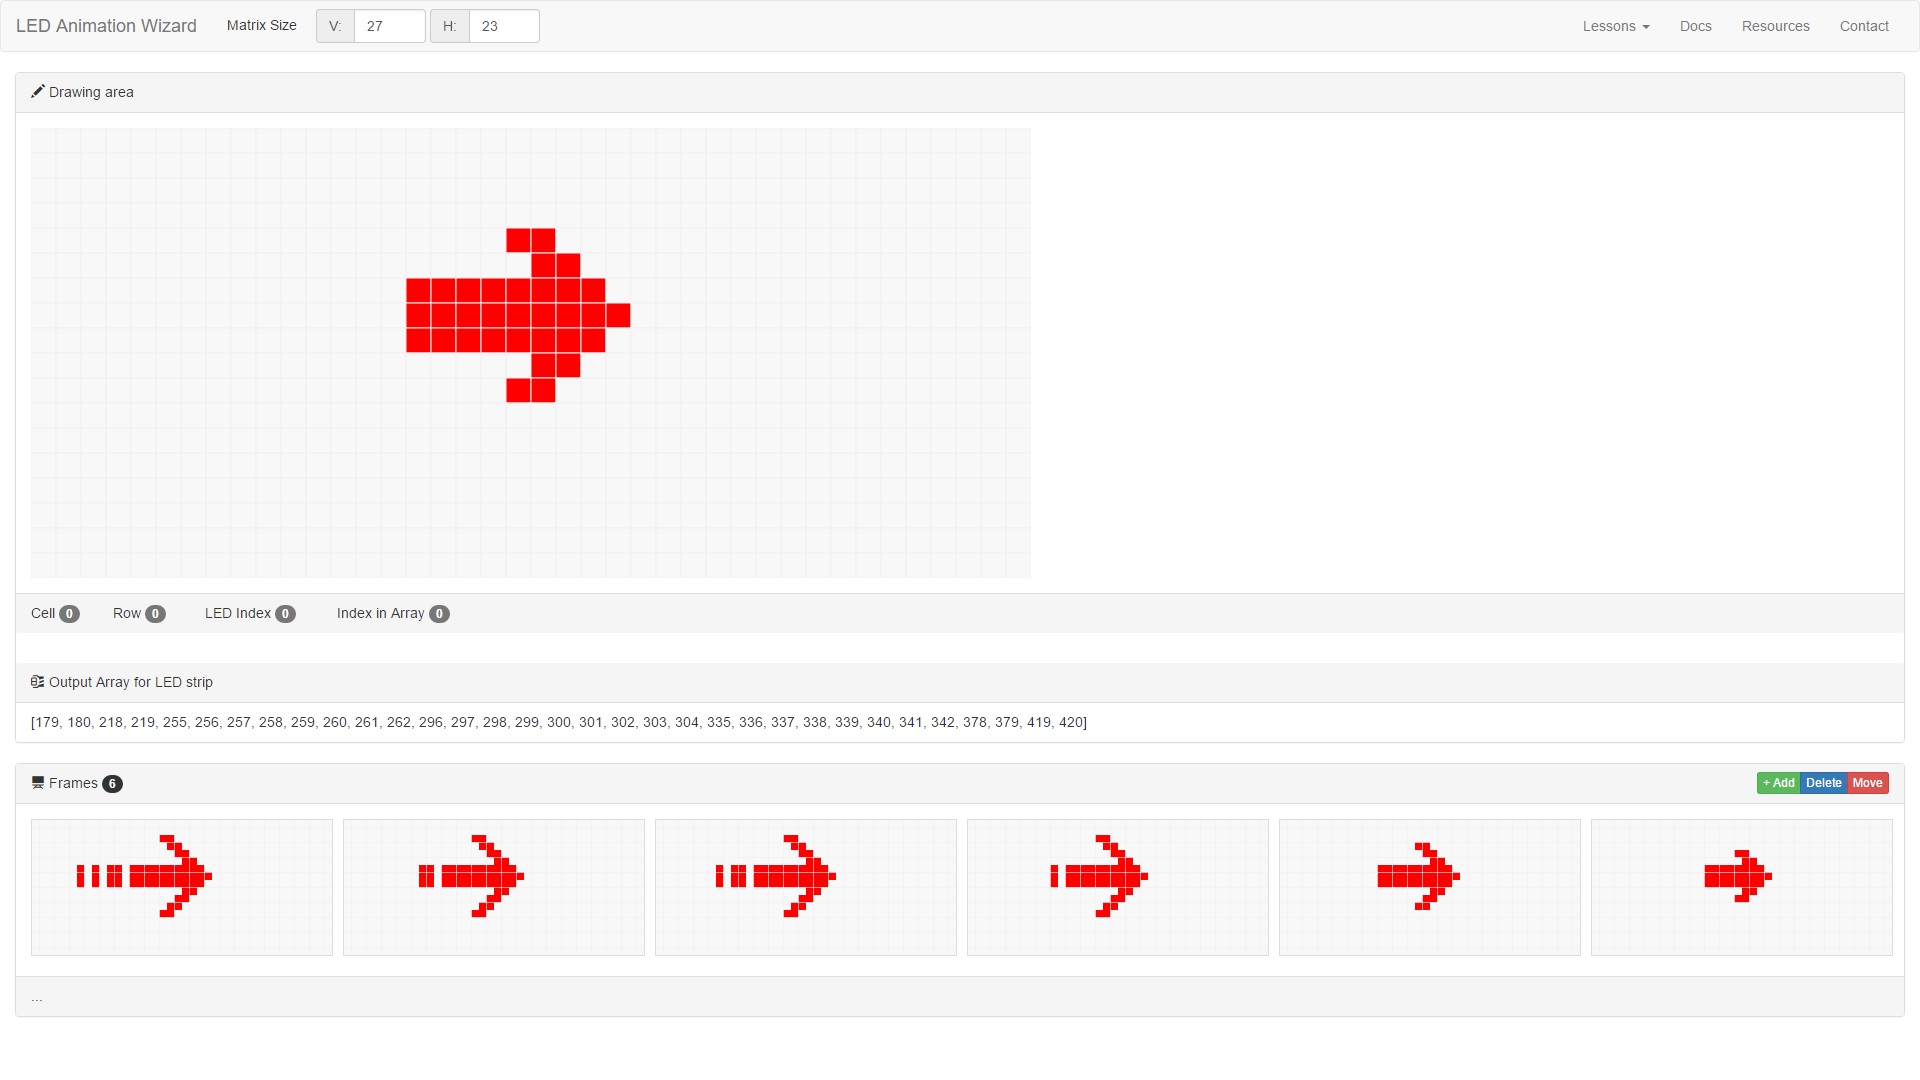 LED Animation Wizard Matrix Size V: 27 H: 23 Lessons Docs Resources Contact
Drawing area
Cell 0 Row 0 LED Index 0 Index in Array 0
Output Array for LED strip
[179, 180, 218, 219, 255, 256, 257, 258, 259, 260, 261, 262, 296, 297, 298, 299, 300, 301, 302, 303, 304, 335, 336, 337, 338, 339, 340, 341, 342, 378, 379, 419, 420]
Frames 6 + Add Delete Move
...